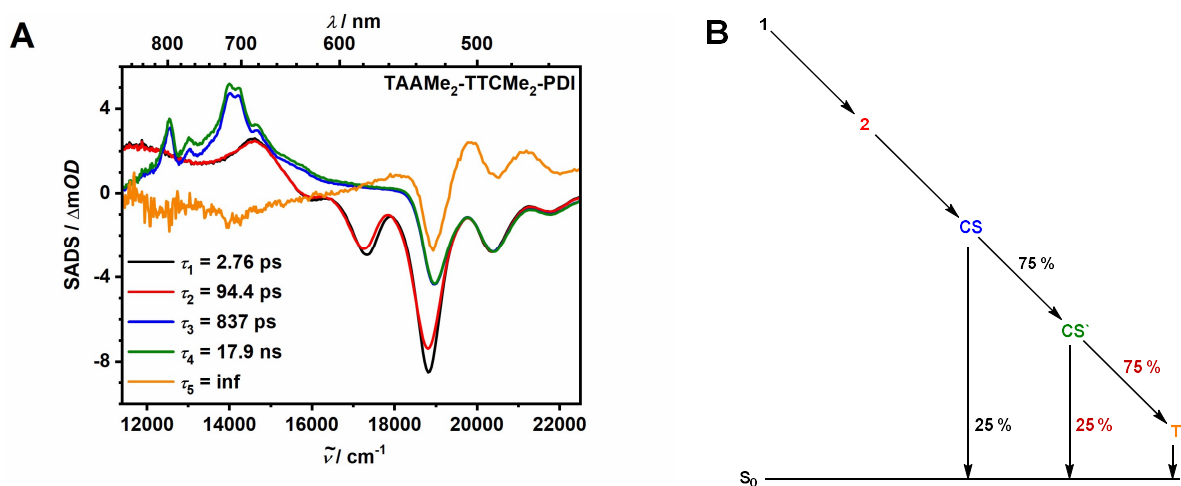 A
λ / nm
800 700 600 500
TAAMe₂-TTCMe₂-PDI
SADS / ΔmOD
4
0
-4
-8
τ₁ = 2.76 ps
τ₂ = 94.4 ps
τ₃ = 837 ps
τ₄ = 17.9 ns
τ₅ = inf
12000 14000 16000 18000 20000 22000
ṽ / cm⁻¹
B
1
2
CS
75 %
CS`
75 %
25 %
25 %
T
S₀